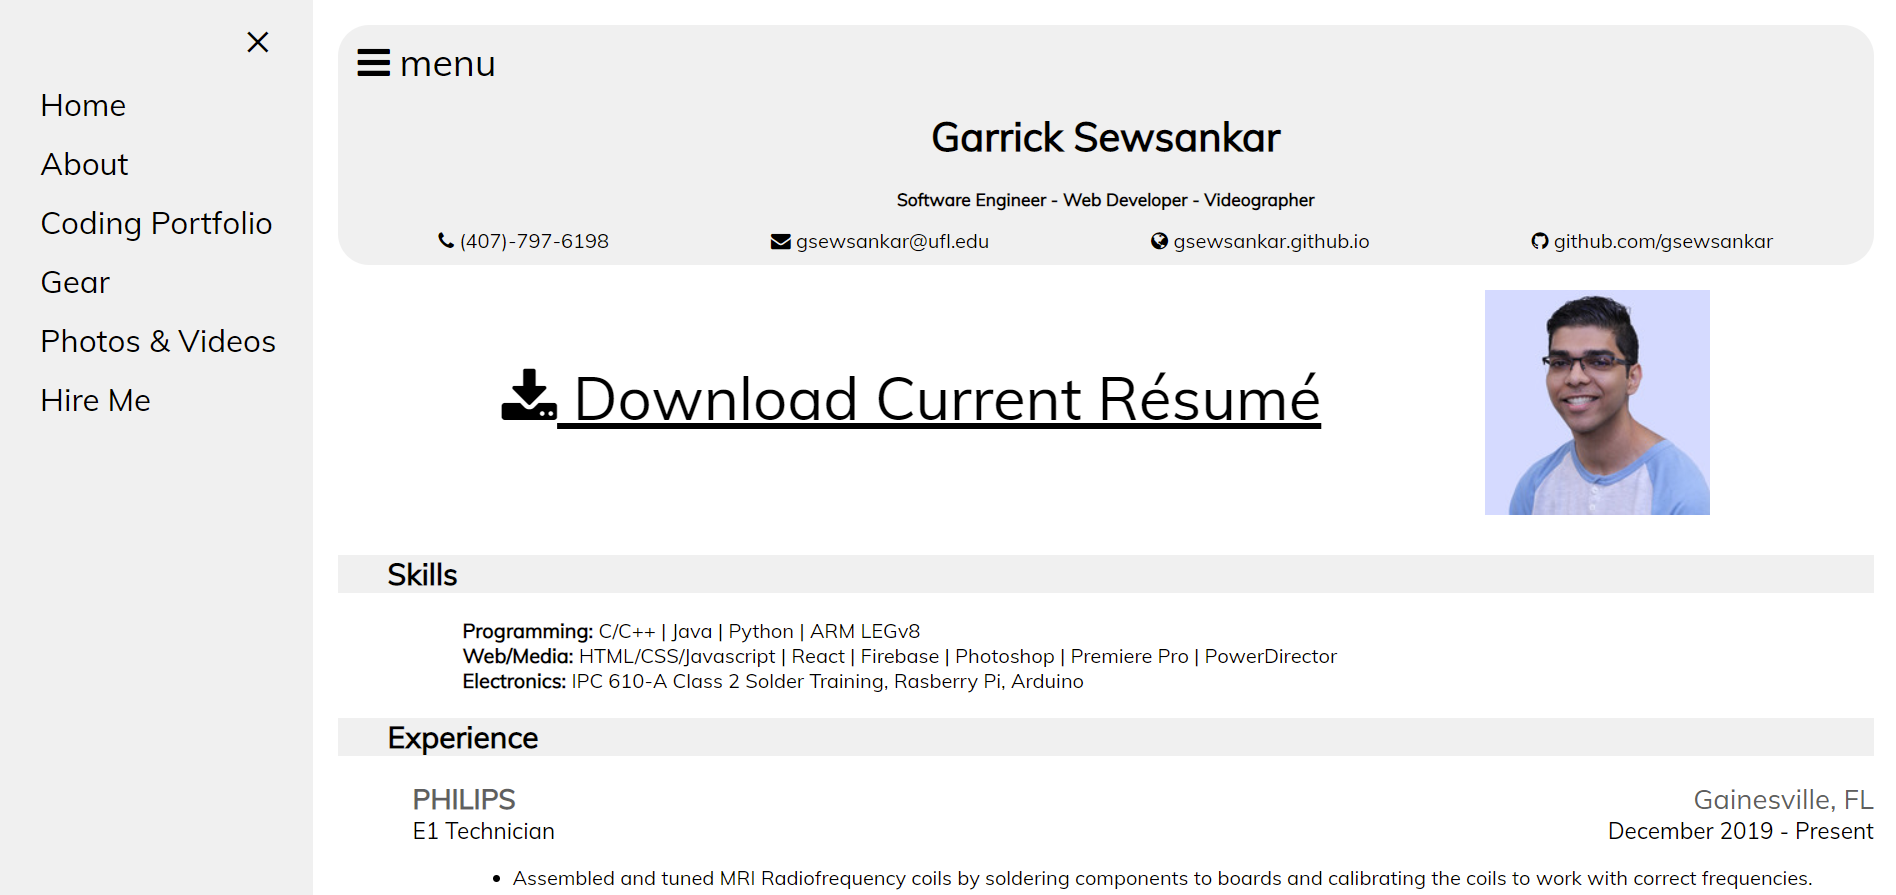 Home
About
Coding Portfolio
Gear
Photos & Videos
Hire Me
menu
Garrick Sewsankar
Software Engineer - Web Developer - Videographer
(407)-797-6198 gsewsankar@ufl.edu gsewsankar.github.io github.com/gsewsankar
Download Current Résumé
Skills
Programming: C/C++ | Java | Python | ARM LEGv8
Web/Media: HTML/CSS/Javascript | React | Firebase | Photoshop | Premiere Pro | PowerDirector
Electronics: IPC 610-A Class 2 Solder Training, Rasberry Pi, Arduino
Experience
PHILIPS Gainesville, FL
E1 Technician December 2019 - Present
• Assembled and tuned MRI Radiofrequency coils by soldering components to boards and calibrating the coils to work with correct frequencies.